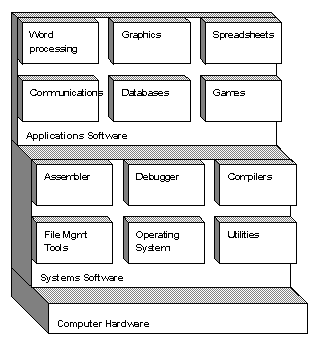 Word
processing
Graphics
Spreadsheets
Communications
Databases
Games
Applications Software
Assembler
Debugger
Compilers
File Mgmt
Tools
Operating
System
Utilities
Systems Software
Computer Hardware